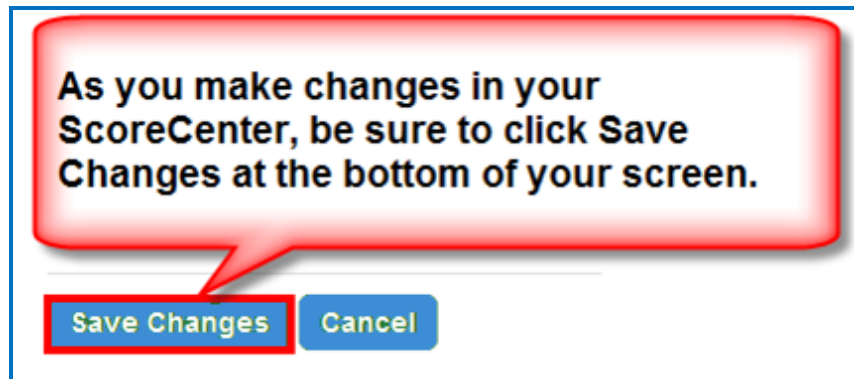 As you make changes in your
ScoreCenter, be sure to click Save
Changes at the bottom of your screen.
Save Changes Cancel